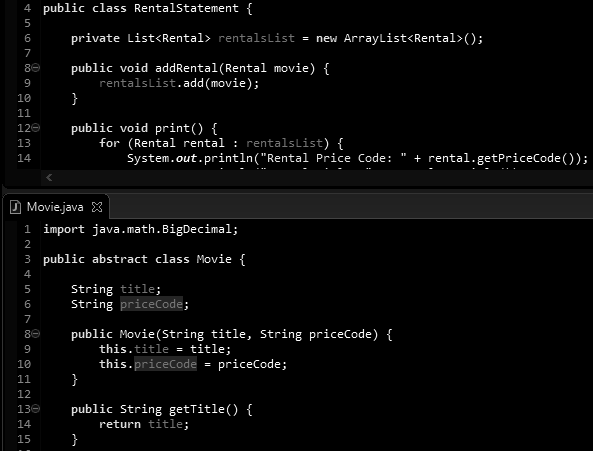 4 public class RentalStatement {
5
6 private List<Rental> rentalsList = new ArrayList<Rental>();
7
8 public void addRental(Rental movie) {
9 rentalsList.add(movie);
10 }
11
12 public void print() {
13 for (Rental rental : rentalsList) {
14 System.out.println("Rental Price Code: " + rental.getPriceCode());
Movie.java
1 import java.math.BigDecimal;
2
3 public abstract class Movie {
4
5 String title;
6 String priceCode;
7
8 public Movie(String title, String priceCode) {
9 this.title = title;
10 this.priceCode = priceCode;
11 }
12
13 public String getTitle() {
14 return title;
15 }